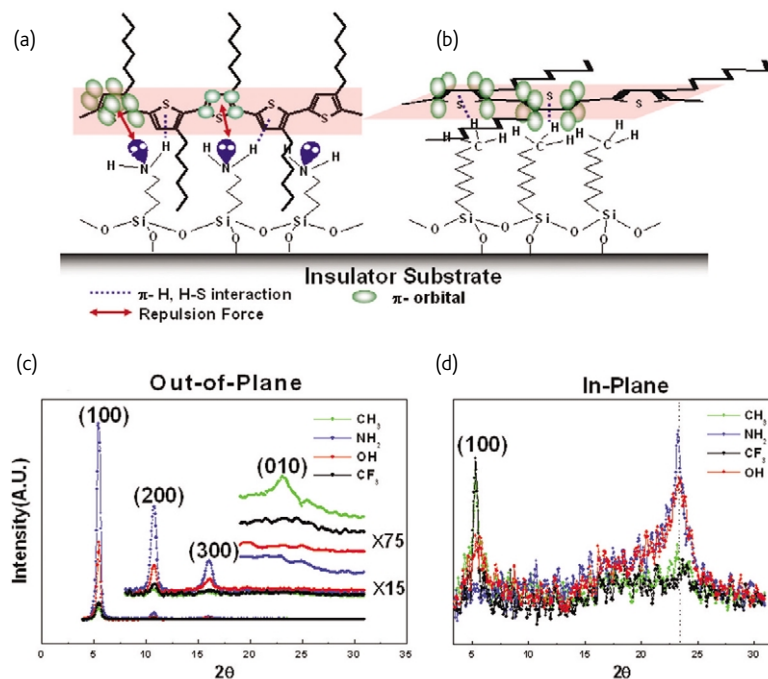 (a)
(b)
S S S S S
H H H H H H
N N N
S S S
H H H H H H H
C C C
Si Si Si Si Si Si
O O O O O O O O
O O O O O O
Insulator Substrate
π- H, H-S interaction
π- orbital
Repulsion Force
(c)
(d)
Out-of-Plane
In-Plane
(100)
CH3
NH2
OH
CF3
(010)
(200)
(300)
X75
X15
Intensity(A.U.)
0 5 10 15 20 25 30 35
2θ
(100)
CH3
NH2
CF3
OH
5 10 15 20 25 30
2θ